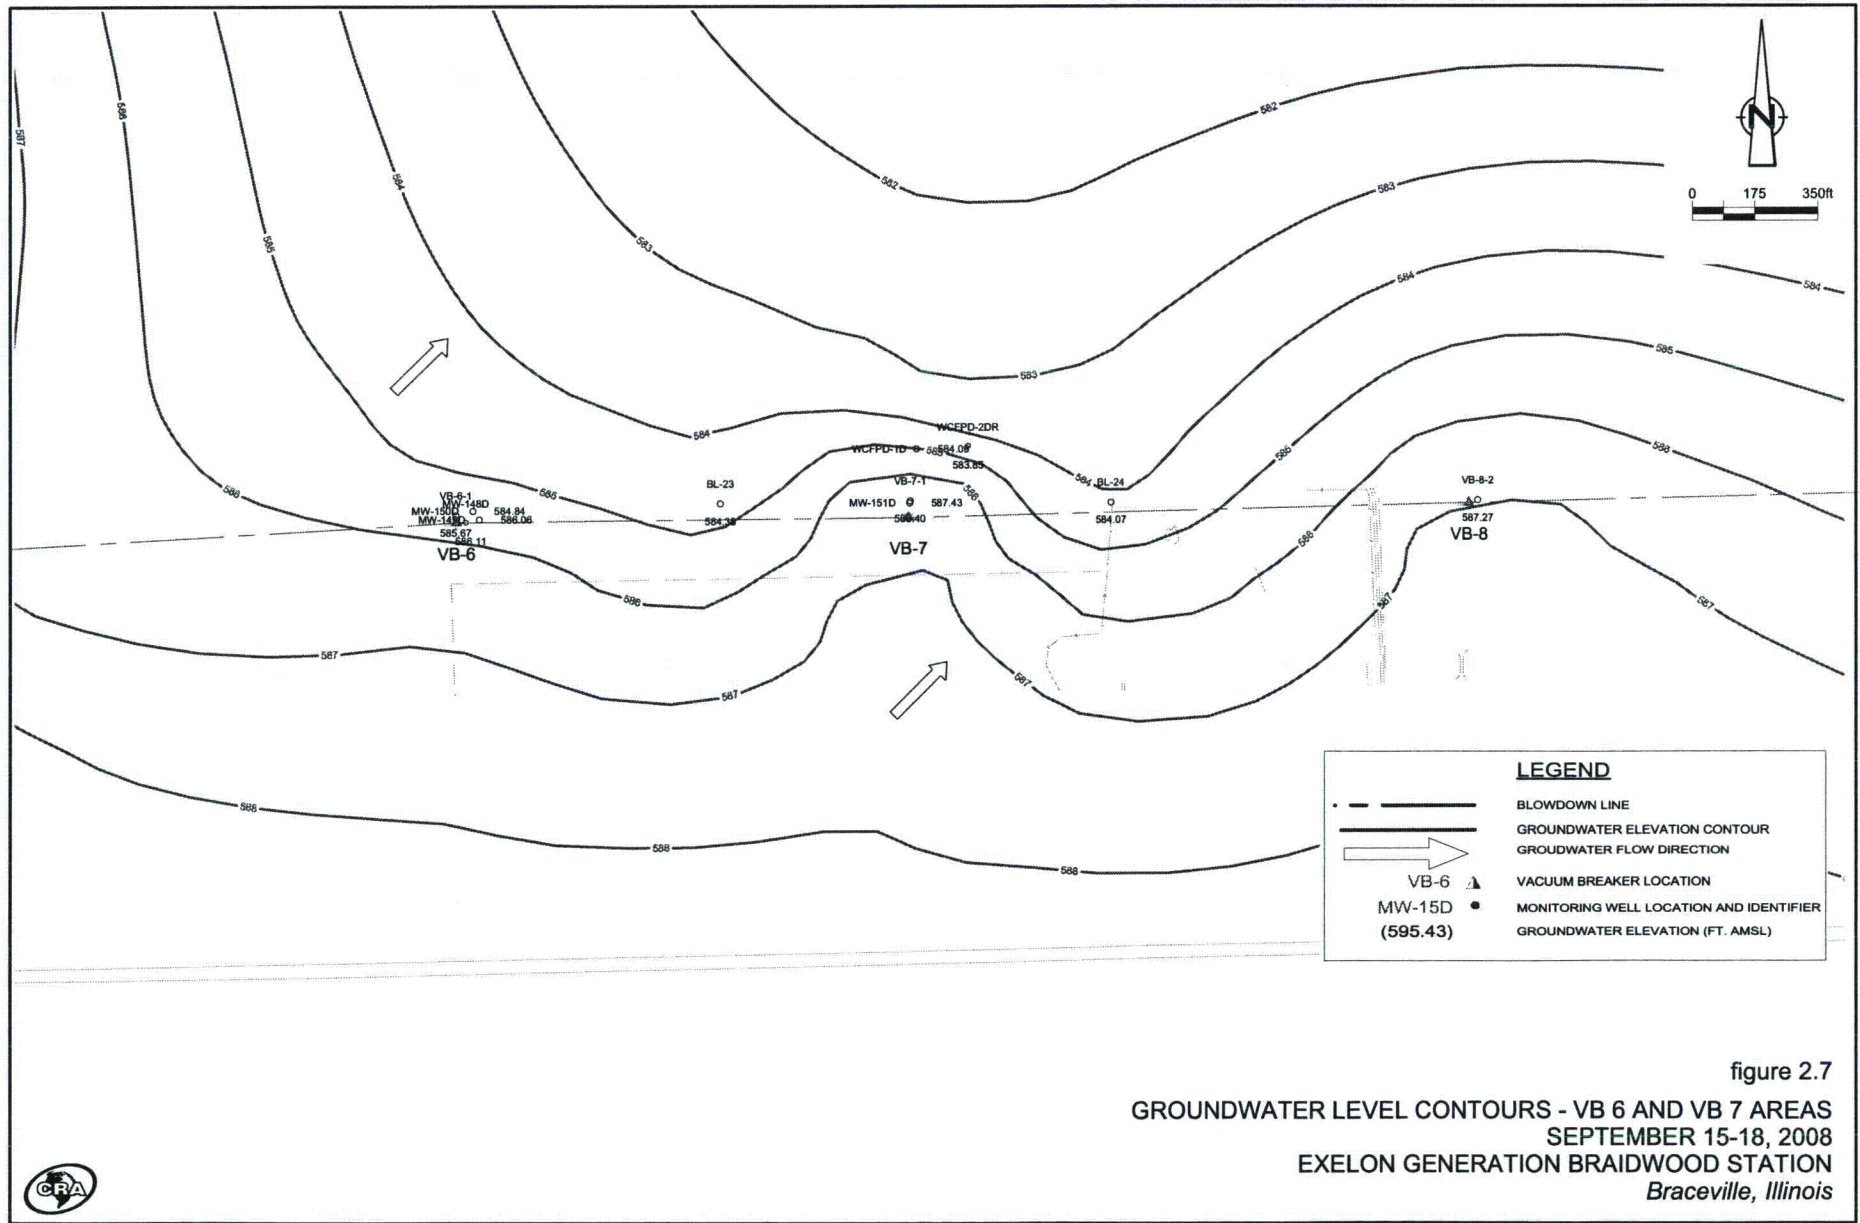 N
0 175 350ft
582
582
583
583
583
584
584
584
584
584
585
585
585
585
585
586
586
586
586
586
586
587
587
587
587
587
587
588
588
588
WCFPD-2DR
WCFPD-1D
584.09
583.85
BL-23
VB-7-1
BL-24
VB-8-2
VB-6-1
MW-148D
MW-150D
584.84
MW-149D
586.06
585.67
586.11
MW-151D
587.43
584.07
587.27
VB-6
VB-7
VB-8
LEGEND
BLOWDOWN LINE
GROUNDWATER ELEVATION CONTOUR
GROUDWATER FLOW DIRECTION
VB-6 VACUUM BREAKER LOCATION
MW-15D MONITORING WELL LOCATION AND IDENTIFIER
(595.43) GROUNDWATER ELEVATION (FT. AMSL)
figure 2.7
GROUNDWATER LEVEL CONTOURS - VB 6 AND VB 7 AREAS
SEPTEMBER 15-18, 2008
EXELON GENERATION BRAIDWOOD STATION
Braceville, Illinois
CRA